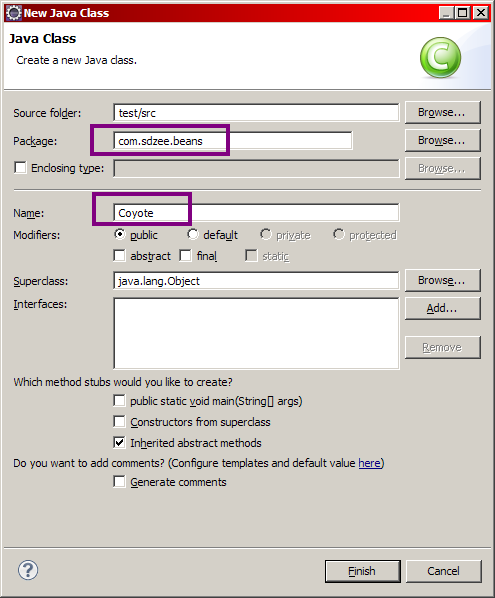 New Java Class
Java Class
Create a new Java class.
C
Source folder: test/src Browse...
Package: com.sdzee.beans Browse...
Enclosing type: Browse...
Name: Coyote
Modifiers: public default private protected
abstract final static
Superclass: java.lang.Object Browse...
Interfaces: Add...
Remove
Which method stubs would you like to create?
public static void main(String[] args)
Constructors from superclass
Inherited abstract methods
Do you want to add comments? (Configure templates and default value here)
Generate comments
? Finish Cancel